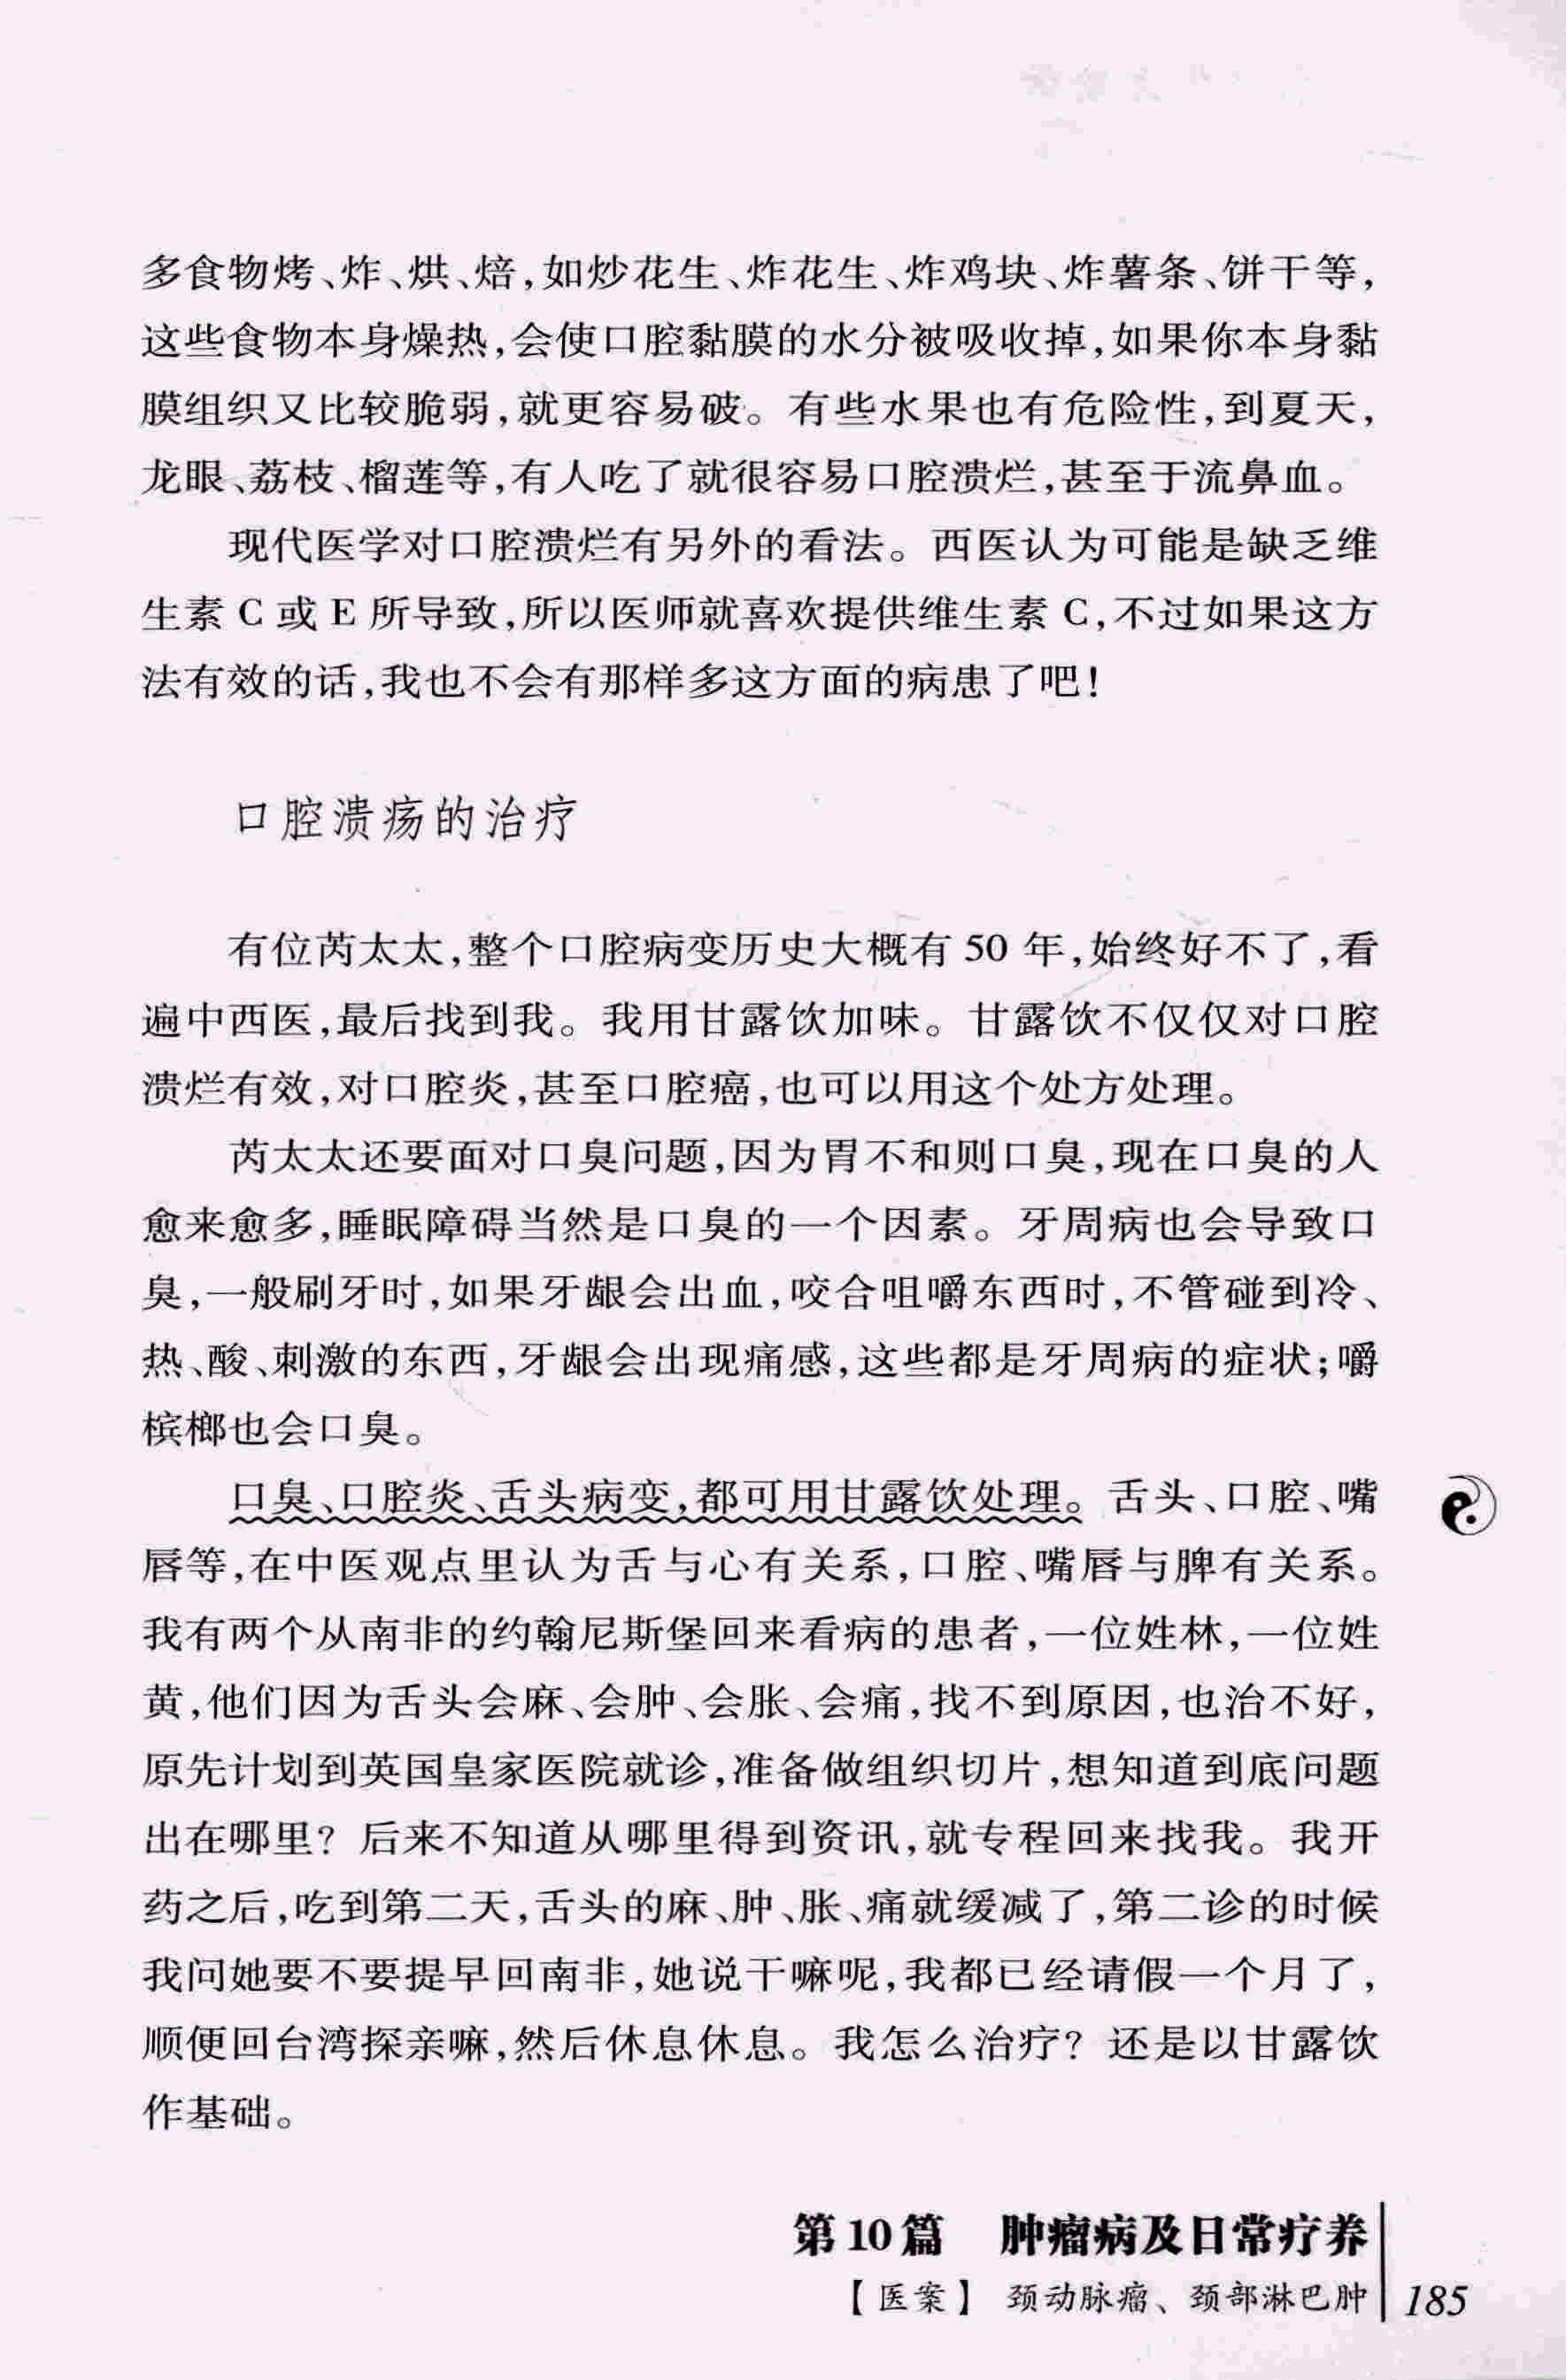 多食物烤、炸、烘、焙,如炒花生、炸花生、炸鸡块、炸薯条、饼干等,
这些食物本身燥热,会使口腔黏膜的水分被吸收掉,如果你本身黏
膜组织又比较脆弱,就更容易破。有些水果也有危险性,到夏天,
龙眼、荔枝、榴莲等,有人吃了就很容易口腔溃烂,甚至于流鼻血。
现代医学对口腔溃烂有另外的看法。西医认为可能是缺乏维
生素 C 或 E 所导致,所以医师就喜欢提供维生素 C,不过如果这方
法有效的话,我也不会有那样多这方面的病患了吧!
口腔溃疡的治疗
有位芮太太,整个口腔病变历史大概有 50 年,始终好不了,看
遍中西医,最后找到我。我用甘露饮加味。甘露饮不仅仅对口腔
溃烂有效,对口腔炎,甚至口腔癌,也可以用这个处方处理。
芮太太还要面对口臭问题,因为胃不和则口臭,现在口臭的人
愈来愈多,睡眠障碍当然是口臭的一个因素。牙周病也会导致口
臭,一般刷牙时,如果牙龈会出血,咬合咀嚼东西时,不管碰到冷、
热、酸、刺激的东西,牙龈会出现痛感,这些都是牙周病的症状;嚼
槟榔也会口臭。
口臭、口腔炎、舌头病变,都可用甘露饮处理。舌头、口腔、嘴
唇等,在中医观点里认为舌与心有关系,口腔、嘴唇与脾有关系。
我有两个从南非的约翰尼斯堡回来看病的患者,一位姓林,一位姓
黄,他们因为舌头会麻、会肿、会胀、会痛,找不到原因,也治不好,
原先计划到英国皇家医院就诊,准备做组织切片,想知道到底问题
出在哪里? 后来不知道从哪里得到资讯,就专程回来找我。我开
药之后,吃到第二天,舌头的麻、肿、胀、痛就缓减了,第二诊的时候
我问她要不要提早回南非,她说干嘛呢,我都已经请假一个月了,
顺便回台湾探亲嘛,然后休息休息。我怎么治疗? 还是以甘露饮
作基础。
第10篇 肿瘤病及日常疗养
【医案】 颈动脉瘤、颈部淋巴肿 185